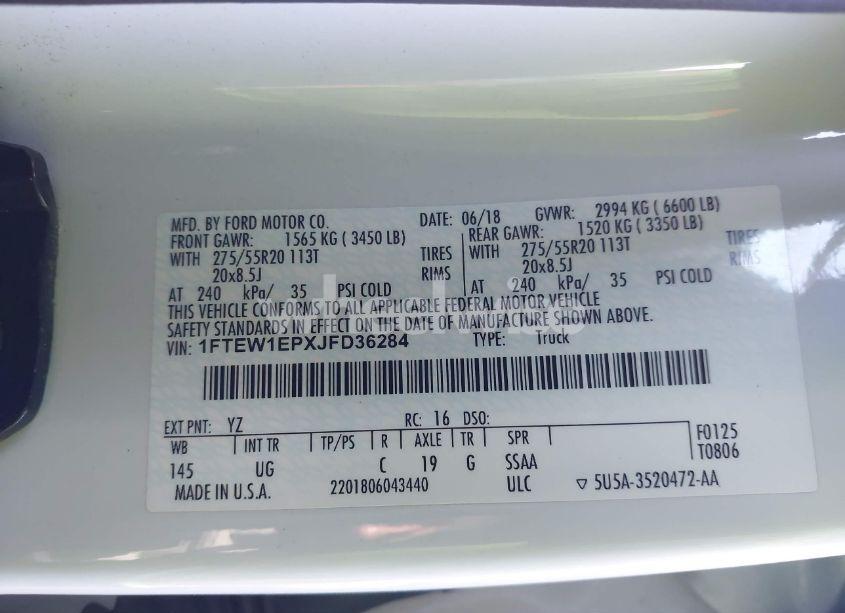 MFD. BY FORD MOTOR CO. DATE: 06/18 GVWR: 2994 KG ( 6600 LB)
FRONT GAWR: 1565 KG ( 3450 LB) REAR GAWR: 1520 KG ( 3350 LB)
WITH 275/55R20 113T TIRES WITH 275/55R20 113T TIRES
20x8.5J RIMS 20x8.5J RIMS
AT 240 kPa/ 35 PSI COLD AT 240 kPa/ 35 PSI COLD
THIS VEHICLE CONFORMS TO ALL APPLICABLE FEDERAL MOTOR VEHICLE
SAFETY STANDARDS IN EFFECT ON THE DATE OF MANUFACTURE SHOWN ABOVE.
VIN: 1FTEW1EPXJFD36284 TYPE: Truck
EXT PNT: YZ RC: 16 DSO:
WB INT TR TP/PS R AXLE TR SPR F0125
145 UG C 19 G SSAA T0806
MADE IN U.S.A. 2201806043440 ULC ▽ 5U5A-3520472-AA